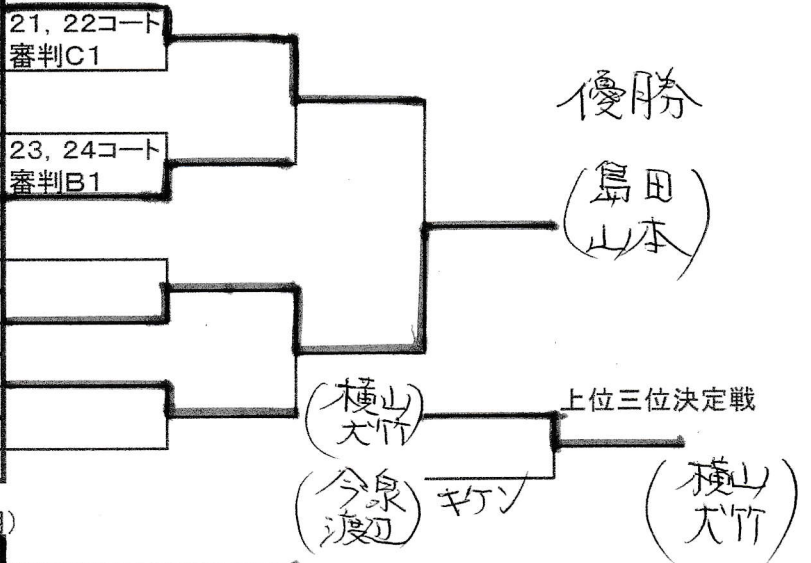 21, 22コート
審判C1
23, 24コート
審判B1
優勝
(島田
山本)
(横山
大竹)
上位三位決定戦
(今泉
渡辺)
キケン
(横山
大竹)